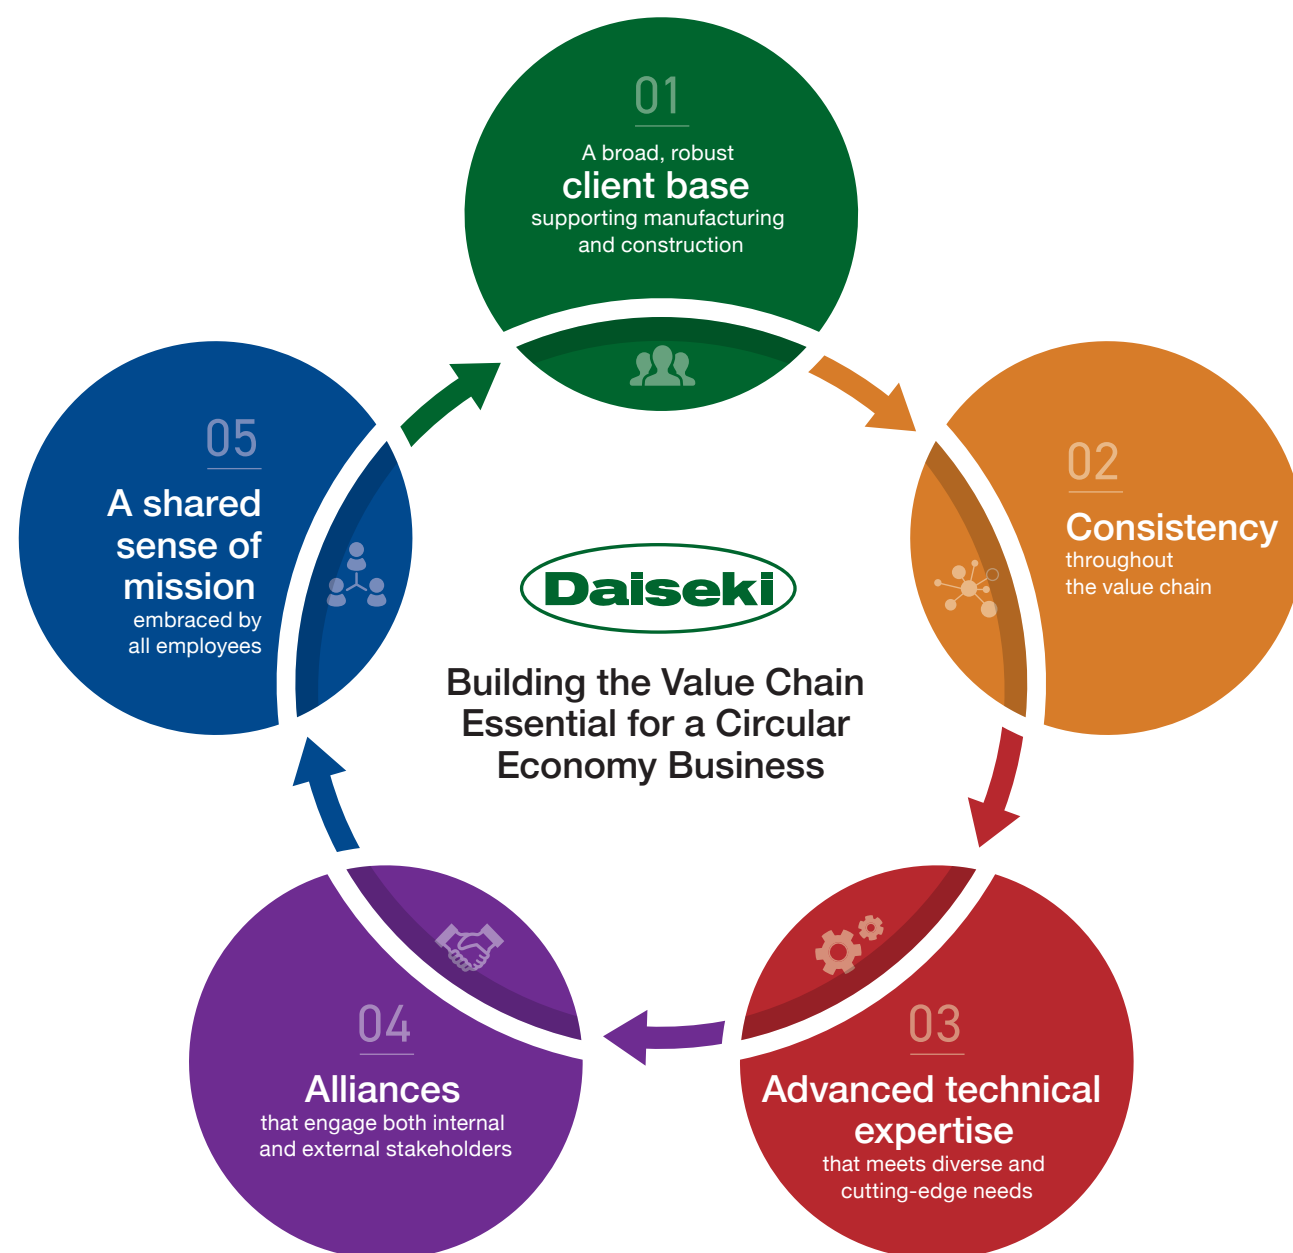 01
A broad, robust
client base
supporting manufacturing
and construction
02
Consistency
throughout
the value chain
03
Advanced technical
expertise
that meets diverse and
cutting-edge needs
04
Alliances
that engage both internal
and external stakeholders
05
A shared
sense of
mission
embraced by
all employees
Daiseki
Building the Value Chain
Essential for a Circular
Economy Business